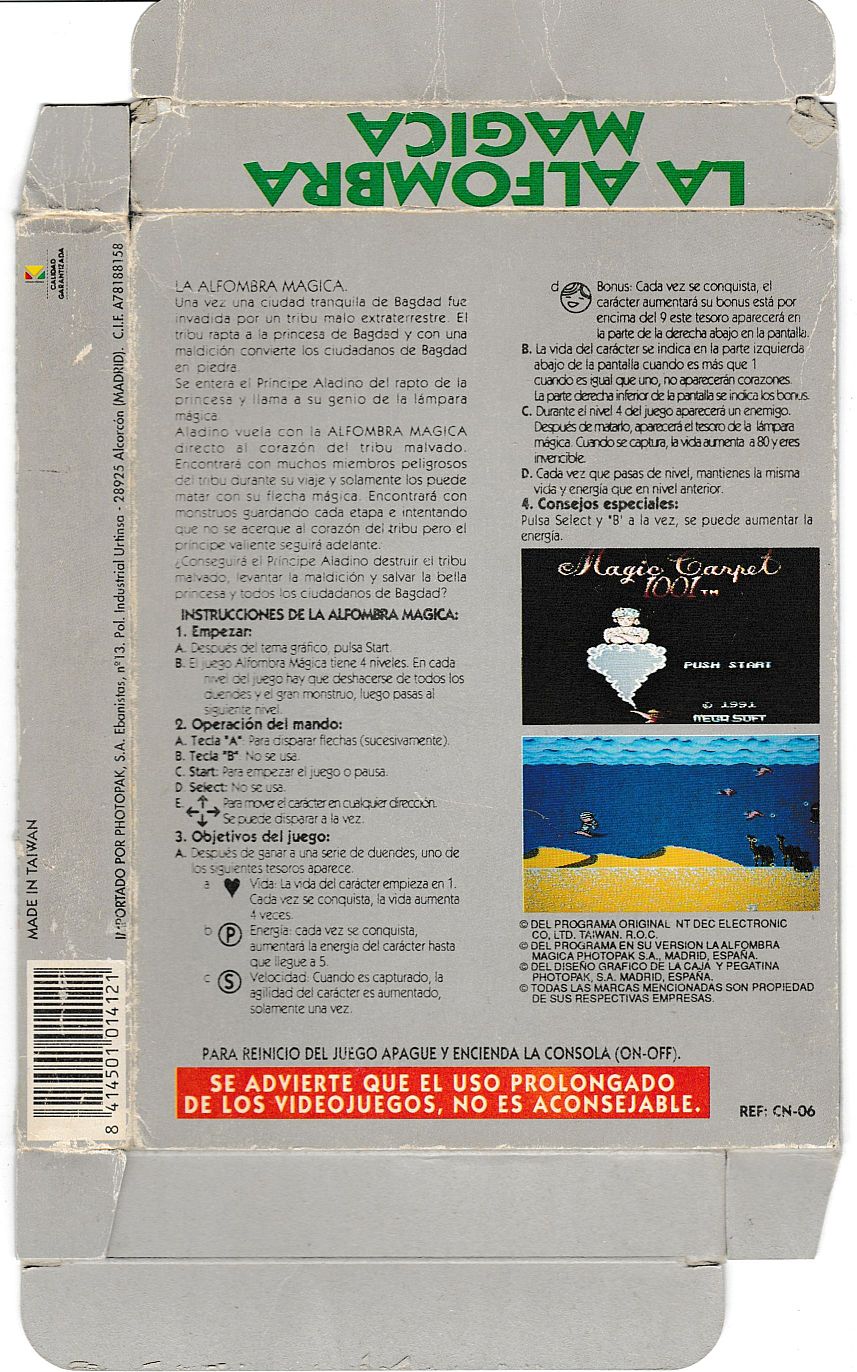 LA ALFOMBRA
MAGICA
LA ALFOMBRA MAGICA.
Una vez una ciudad tranquila de Bagdad fue
invadida por un tribu malo extraterrestre. El
tribu rapta a la princesa de Bagdad y con una
maldición convierte los ciudadanos de Bagdad
en piedra.
Se entera el Principe Aladino del rapto de la
princesa y llama a su genio de la lámpara
mágica.
Aladino vuela con la ALFOMBRA MAGICA
directo al corazón del tribu malvado.
Encontrará con muchos miembros peligrosos
del tribu durante su viaje y solamente los puede
matar con su flecha mágica. Encontrará con
monstruos guardando cada etapa e intentando
que no se acerque al corazón del tribu pero el
principe valiente seguirá adelante.
¿Conseguirá el Principe Aladino destruir el tribu
malvado, levantar la maldición y salvar la bella
princesa y todos los ciudadanos de Bagdad?
INSTRUCCIONES DE LA ALFOMBRA MAGICA:
1. Empezar:
A. Después del tema gráfico, pulsa Start.
B. El juego Alfombra Mágica tiene 4 niveles. En cada
nivel del juego hay que deshacerse de todos los
duendes y el gran monstruo, luego pasas al
siguiente nivel.
2. Operación del mando:
A. Tecla "A": Para disparar flechas (sucesivamente).
B. Tecla "B": No se usa.
C. Start: Para empezar el juego o pausa.
D. Select: No se usa.
E. Para mover el carácter en cualquier dirección.
Se puede disparar a la vez.
3. Objetivos del juego:
A. Después de ganar a una serie de duendes, uno de
los siguientes tesoros aparece.
a Vida: La vida del carácter empieza en 1.
Cada vez se conquista, la vida aumenta
4 veces.
b P Energía: cada vez se conquista,
aumentará la energia del carácter hasta
que llegue a 5.
c S Velocidad: Cuando es capturado, la
agilidad del carácter es aumentado,
solamente una vez.
d Bonus: Cada vez se conquista, el
carácter aumentará su bonus está por
encima del 9 este tesoro aparecerá en
la parte de la derecha abajo en la pantalla.
B. La vida del carácter se indica en la parte izquierda
abajo de la pantalla cuando es más que 1
cuando es igual que uno, no aparecerán corazones.
La parte derecha inferior de la pantalla se indica los bonus.
C. Durante el nivel 4 del juego aparecerá un enemigo.
Después de matarlo, aparecerá el tesoro de la lámpara
mágica. Cuando se captura, la vida aumenta a 80 y eres
invencible.
D. Cada vez que pasas de nivel, mantienes la misma
vida y energía que en nivel anterior.
4. Consejos especiales:
Pulsa Select y "B' a la vez, se puede aumentar la
energía.
Magic Carpet
1001 TM
PUSH START
© 1991
MEGA SOFT
© DEL PROGRAMA ORIGINAL NT DEC ELECTRONIC
CO, LTD. TAIWAN. R.O.C.
© DEL PROGRAMA EN SU VERSION LA ALFOMBRA
MAGICA PHOTOPAK S.A., MADRID, ESPAÑA.
© DEL DISEÑO GRAFICO DE LA CAJA Y PEGATINA
PHOTOPAK, S.A. MADRID, ESPAÑA.
© TODAS LAS MARCAS MENCIONADAS SON PROPIEDAD
DE SUS RESPECTIVAS EMPRESAS.
PARA REINICIO DEL JUEGO APAGUE Y ENCIENDA LA CONSOLA (ON-OFF).
SE ADVIERTE QUE EL USO PROLONGADO
DE LOS VIDEOJUEGOS, NO ES ACONSEJABLE.
REF: CN-06
CALIDAD
GARANTIZADA
MADE IN TAIWAN
IMPORTADO POR PHOTOPAK, S.A. Ebanistas, nº13. Pol. Industrial Urtinsa - 28925 Alcorcón (MADRID). C.I.F. A78188158
8 414501 014121